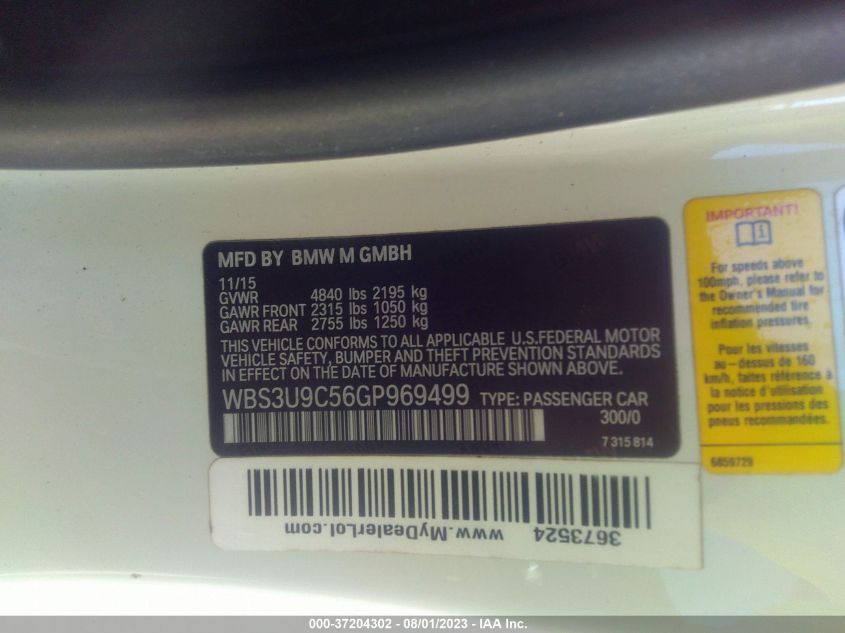 MFD BY BMW M GMBH
11/15
GVWR 4840 lbs 2195 kg
GAWR FRONT 2315 lbs 1050 kg
GAWR REAR 2755 lbs 1250 kg
THIS VEHICLE CONFORMS TO ALL APPLICABLE U.S.FEDERAL MOTOR
VEHICLE SAFETY, BUMPER AND THEFT PREVENTION STANDARDS
IN EFFECT ON THE DATE OF MANUFACTURE SHOWN ABOVE.
WBS3U9C56GP969499 TYPE: PASSENGER CAR
300/0
7 315 814
IMPORTANT!
For speeds above
100mph, please refer to
the Owner's Manual for
recommended tire
inflation pressures.
Pour les vitesses
au-dessus de 160
km/h, faites référence à
la notice d'utilisation
pour les pressions des
pneus recommandées.
6859729
www.MyDealerLot.com
3673524
000-37204302 - 08/01/2023 - IAA Inc.